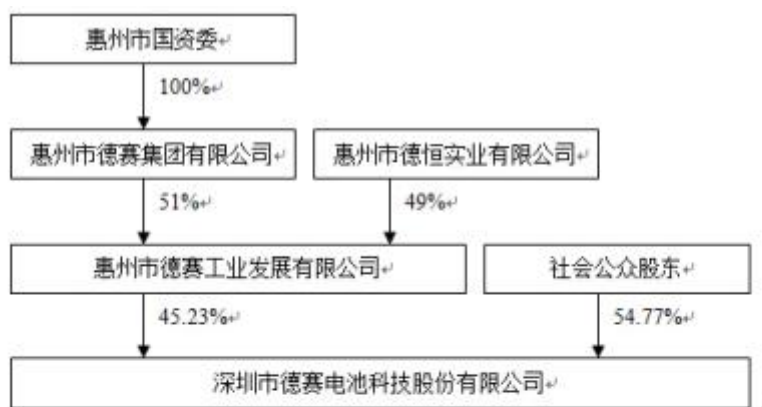 惠州市国资委
100%
惠州市德赛集团有限公司
惠州市德恒实业有限公司
51%
49%
惠州市德赛工业发展有限公司
社会公众股东
45.23%
54.77%
深圳市德赛电池科技股份有限公司